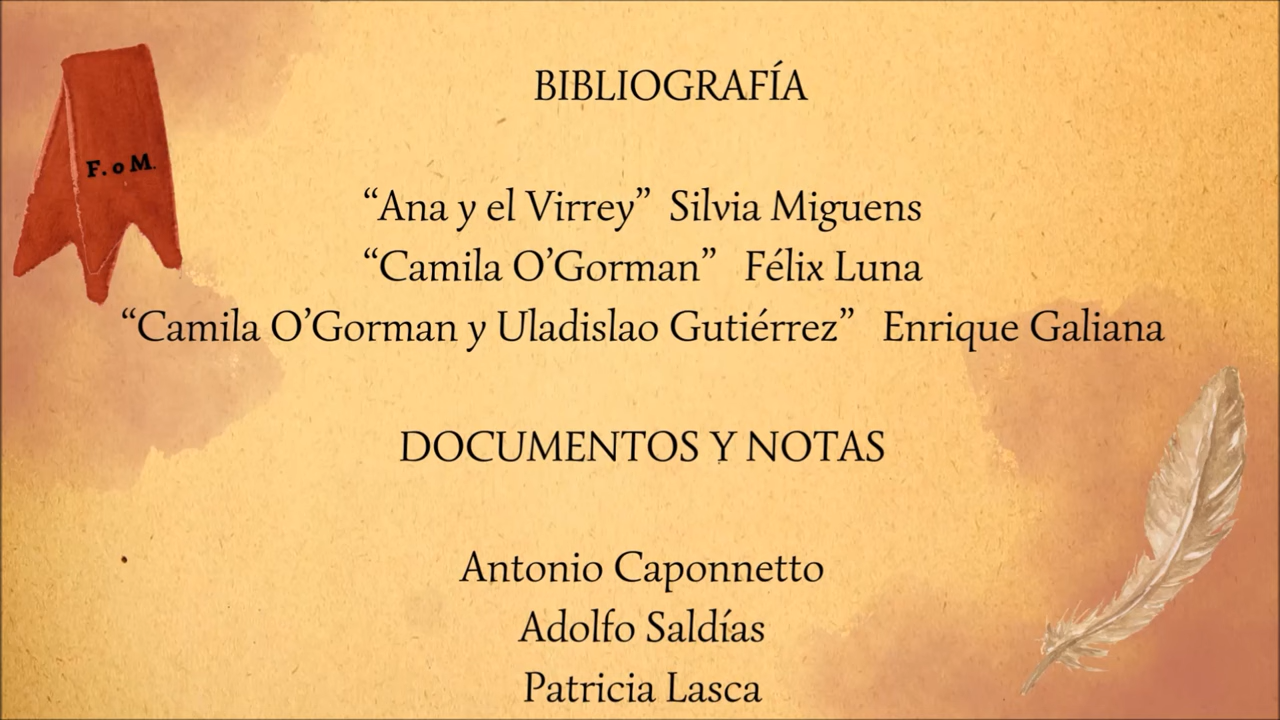 BIBLIOGRAFÍA
F. o M.
“Ana y el Virrey” Silvia Miguens
“Camila O’Gorman” Félix Luna
“Camila O’Gorman y Uladislao Gutiérrez” Enrique Galiana
DOCUMENTOS Y NOTAS
Antonio Caponnetto
Adolfo Saldías
Patricia Lasca